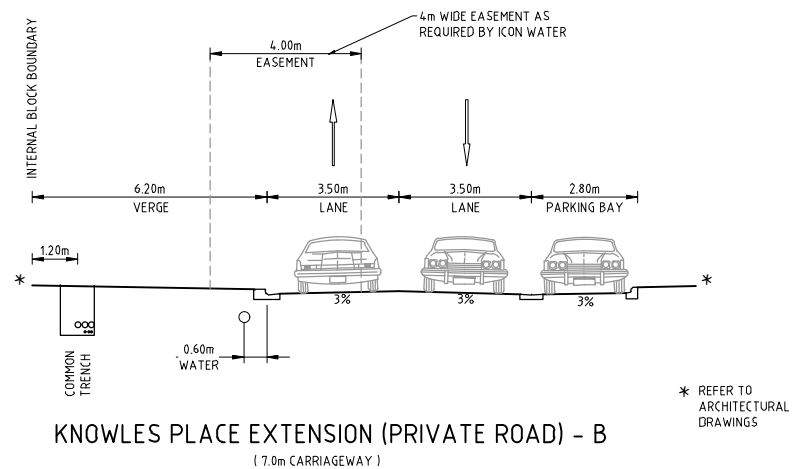 INTERNAL BLOCK BOUNDARY
4m WIDE EASEMENT AS
REQUIRED BY ICON WATER
4.00m
EASEMENT
6.20m
VERGE
3.50m
LANE
3.50m
LANE
2.80m
PARKING BAY
1.20m
*
*
3%
3%
3%
0.60m
WATER
COMMON
TRENCH
* REFER TO
ARCHITECTURAL
DRAWINGS
KNOWLES PLACE EXTENSION (PRIVATE ROAD) - B
( 7.0m CARRIAGEWAY )